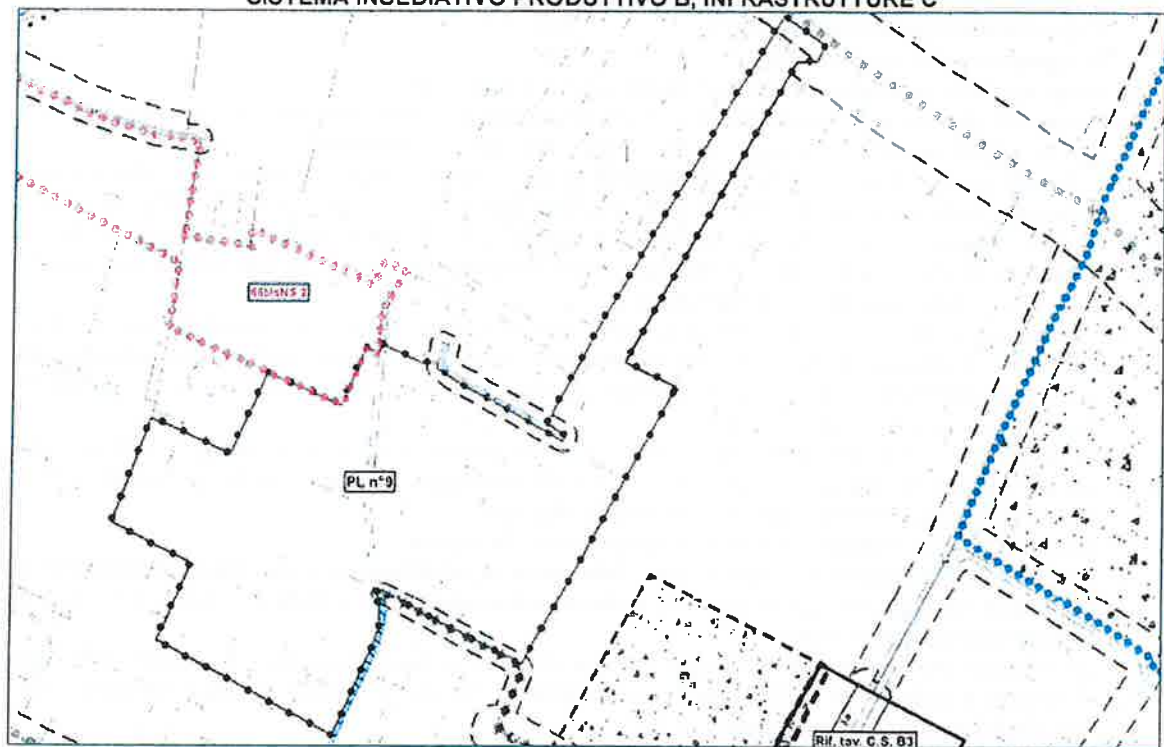 SISTEMA INSEDIATIVO PRODUTTIVO B, INFRASTRUTTURE C
PL n°9
Rif. tav. C.S. B3